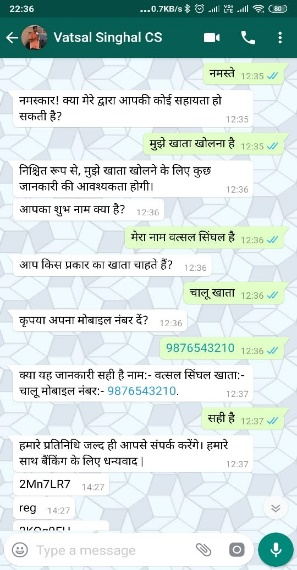 22:36 ...0.7KB/s 80
Vatsal Singhal CS
नमस्ते 12:35
नमस्कार! क्या मेरे द्वारा आपकी कोई सहायता हो
सकती है? 12:35
मुझे खाता खोलना है 12:35
निश्चित रूप से, मुझे खाता खोलने के लिए कुछ
जानकारी की आवश्यकता होगी। 12:36
आपका शुभ नाम क्या है? 12:36
मेरा नाम वत्सल सिंघल है 12:36
आप किस प्रकार का खाता चाहते हैं? 12:36
चालू खाता 12:36
कृपया अपना मोबाइल नंबर दें? 12:36
9876543210 12:36
क्या यह जानकारी सही है नाम:- वत्सल सिंघल खाता:-
चालू मोबाइल नंबर:- 9876543210. 12:37
सही है 12:37
हमारे प्रतिनिधि जल्द ही आपसे संपर्क करेंगे। हमारे
साथ बैंकिंग के लिए धन्यवाद | 12:37
2Mn7LR7 14:27
reg 14:27
Type a message